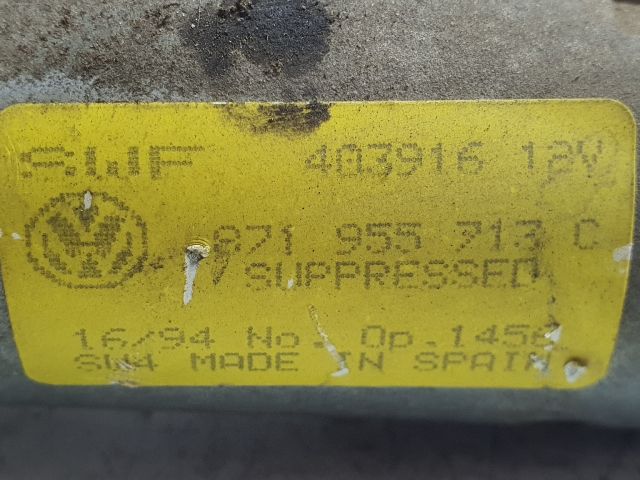 SWF 403916 12V
871 955 713 C
SUPPRESSED
16/94 No. Op.1456
SW4 MADE IN SPAIN